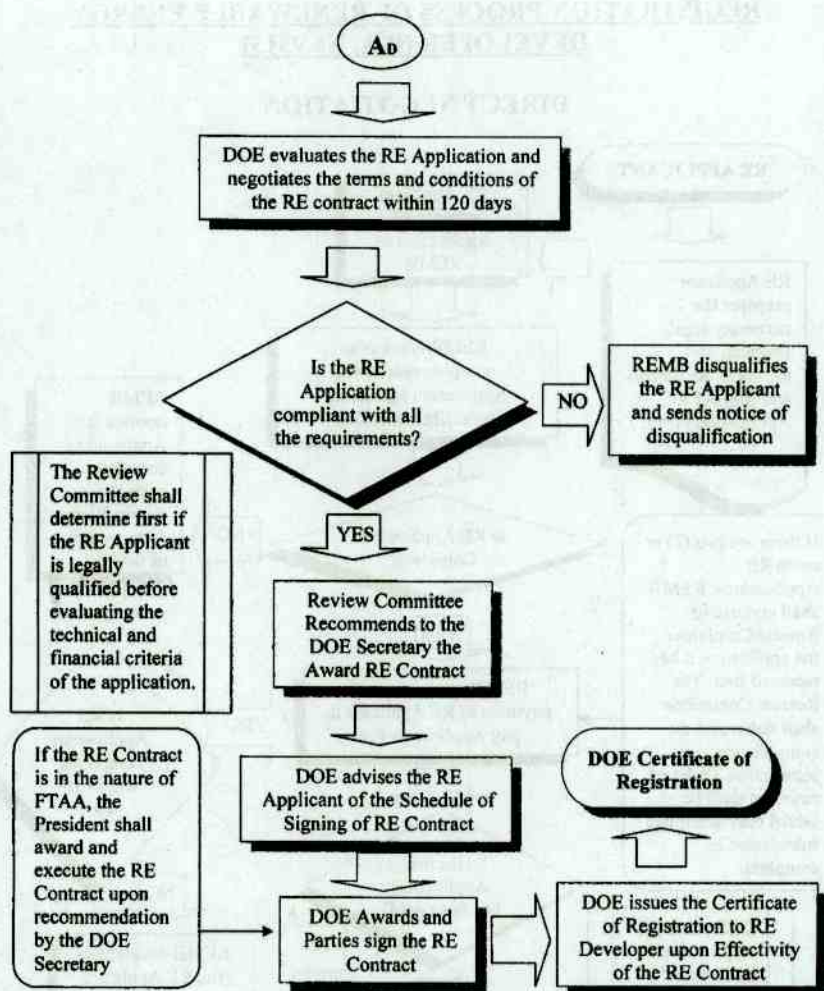 AD
DOE evaluates the RE Application and
negotiates the terms and conditions of
the RE contract within 120 days
Is the RE
Application
compliant with all
the requirements?
NO
REMB disqualifies
the RE Applicant
and sends notice of
disqualification
The Review
Committee shall
determine first if
the RE Applicant
is legally
qualified before
evaluating the
technical and
financial criteria
of the application.
YES
Review Committee
Recommends to the
DOE Secretary the
Award RE Contract
If the RE Contract
is in the nature of
FTAA, the
President shall
award and
execute the RE
Contract upon
recommendation
by the DOE
Secretary
DOE advises the RE
Applicant of the Schedule of
Signing of RE Contract
DOE Certificate of
Registration
DOE Awards and
Parties sign the RE
Contract
DOE issues the Certificate
of Registration to RE
Developer upon Effectivity
of the RE Contract